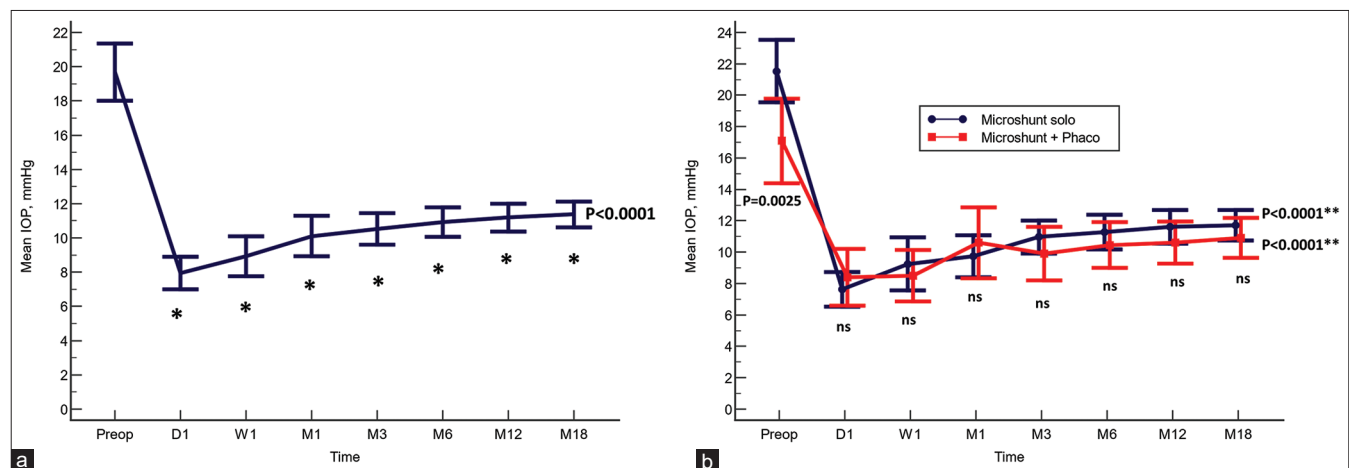 22
20
18
16
14
12
10
8
6
4
2
0
Mean IOP, mmHg
P<0.0001
*
*
*
*
*
*
*
Preop D1 W1 M1 M3 M6 M12 M18
Time
a
24
22
20
18
16
14
12
10
8
6
4
2
0
Mean IOP, mmHg
Microshunt solo
Microshunt + Phaco
P=0.0025
P<0.0001**
P<0.0001**
ns
ns
ns
ns
ns
ns
ns
Preop D1 W1 M1 M3 M6 M12 M18
Time
b